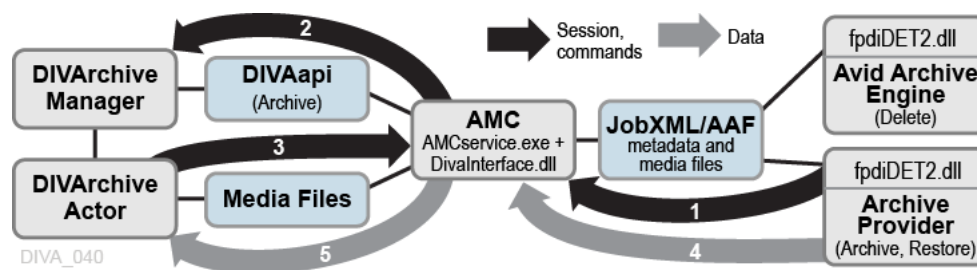 2
Session,
commands
Data
DIVArchive
Manager
DIVAapi
(Archive)
fpdiDET2.dll
Avid Archive
Engine
(Delete)
3
AMC
AMCservice.exe +
DivaInterface.dll
JobXML/AAF
metadata and
media files
DIVArchive
Actor
Media Files
1
fpdiDET2.dll
Archive
Provider
(Archive, Restore)
5
4
DIVA_040